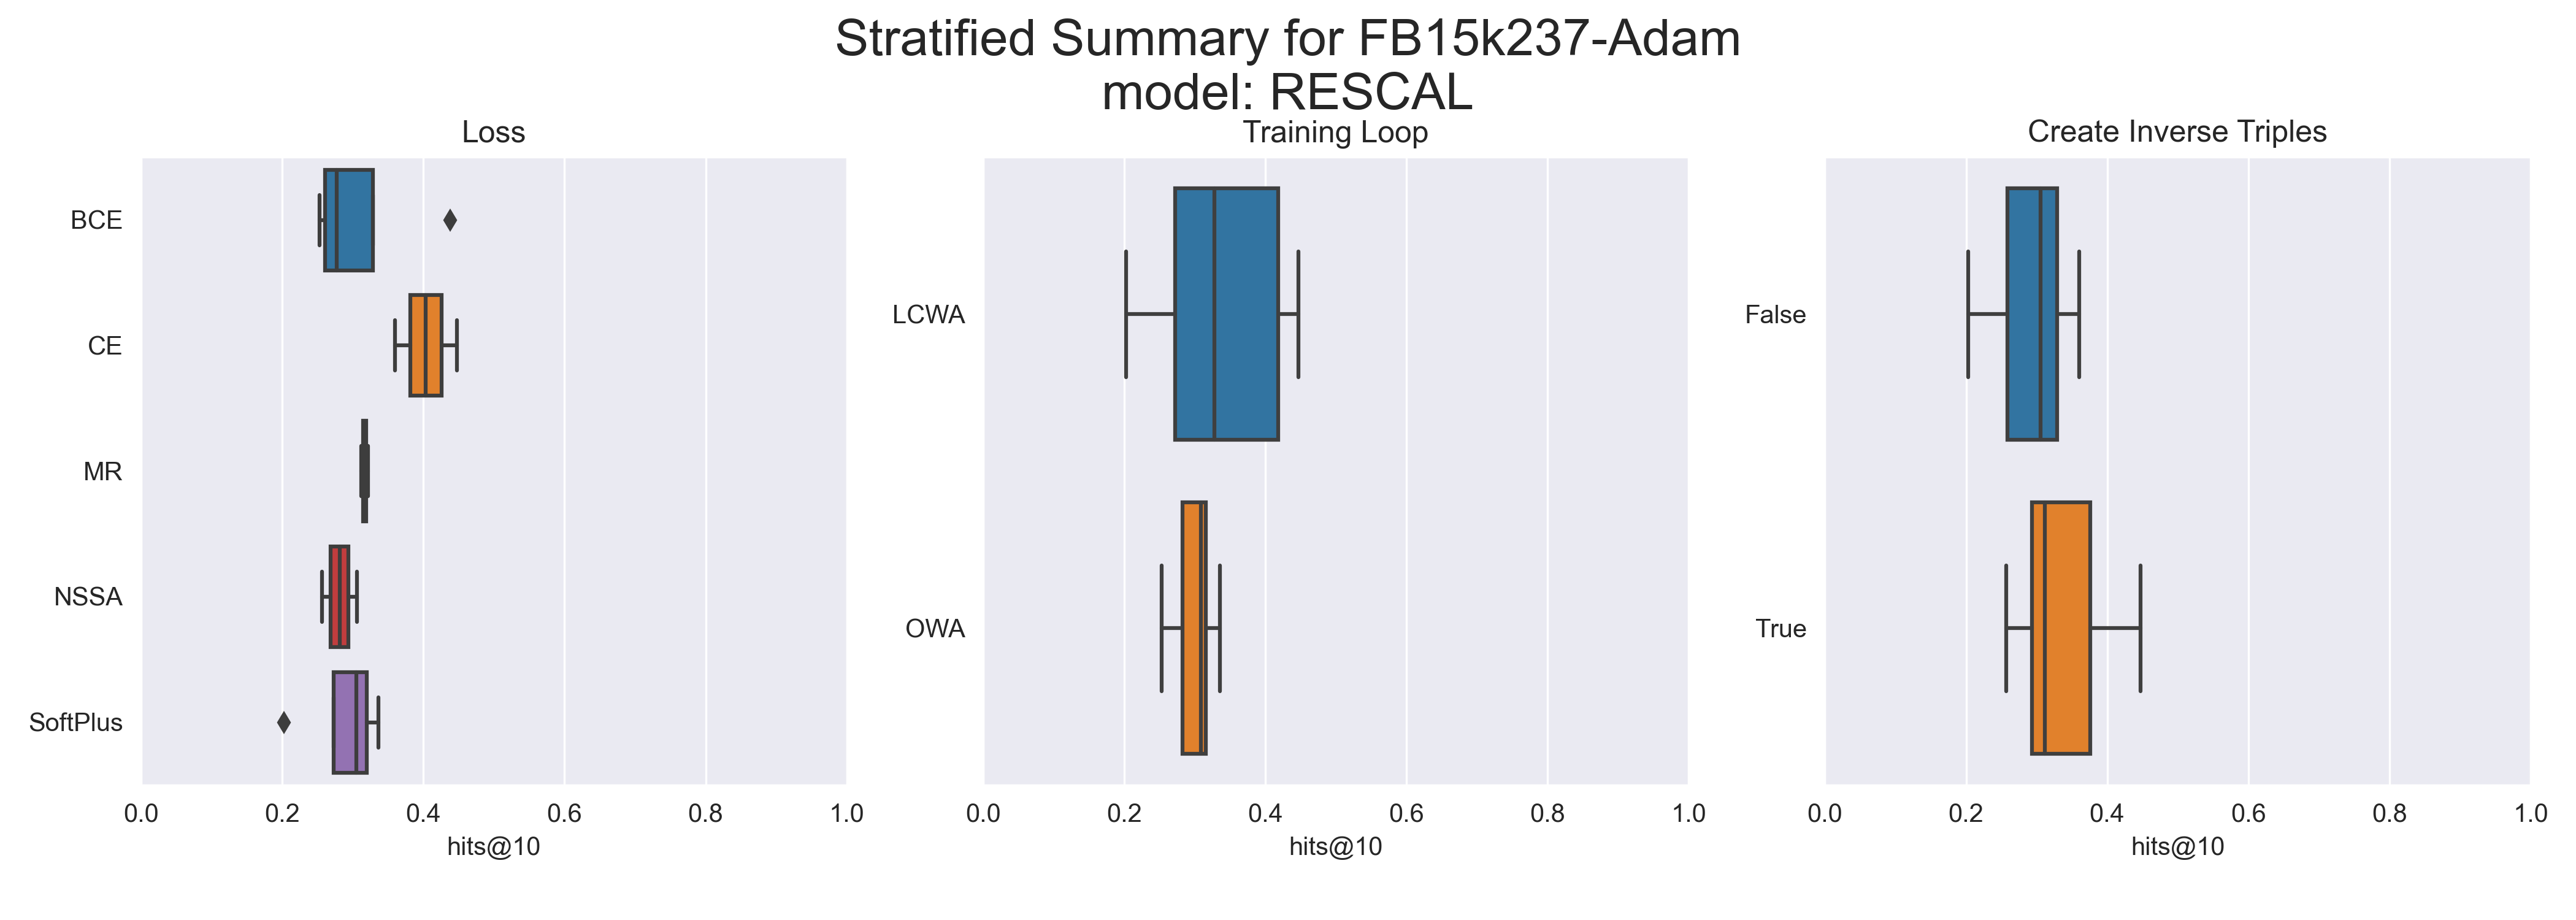 Stratified Summary for FB15k237-Adam
model: RESCAL
Loss
BCE
CE
MR
NSSA
SoftPlus
0.0 0.2 0.4 0.6 0.8 1.0
hits@10
Training Loop
LCWA
OWA
0.0 0.2 0.4 0.6 0.8 1.0
hits@10
Create Inverse Triples
False
True
0.0 0.2 0.4 0.6 0.8 1.0
hits@10